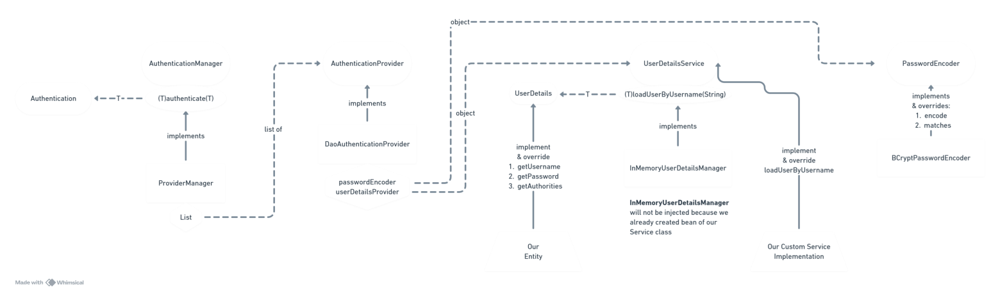 object
AuthenticationManager
AuthenticationProvider
UserDetailsService
PasswordEncoder
Authentication
T
(T)authenticate(T)
implements
UserDetails
T
(T)loadUserByUsername(String)
implements
& overrides:
1. encode
2. matches
object
implements
list of
implements
DaoAuthenticationProvider
implement
& override
1. getUsername
2. getPassword
3. getAuthorities
implement
& override
loadUserByUsername
BCryptPasswordEncoder
InMemoryUserDetailsManager
ProviderManager
passwordEncoder
userDetailsProvider
InMemoryUserDetailsManager
will not be injected because we
already created bean of our
Service class
List
Our
Entity
Our Custom Service
Implementation
Made with Whimsical